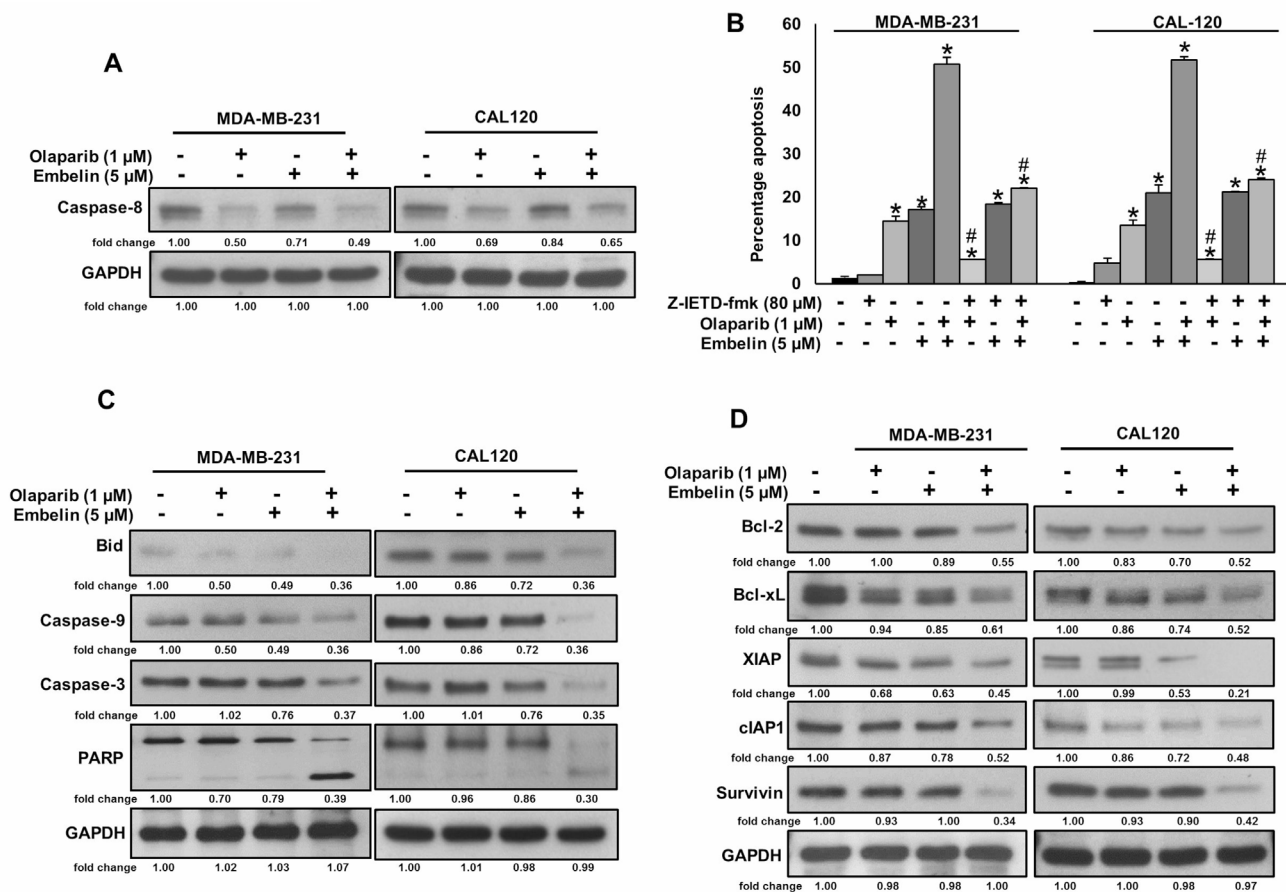 A
MDA-MB-231 CAL120
Olaparib (1 µM) - + - + - + - +
Embelin (5 µM) - - + + - - + +
Caspase-8
fold change 1.00 0.50 0.71 0.49 1.00 0.69 0.84 0.65
GAPDH
fold change 1.00 1.00 1.00 1.00 1.00 1.00 1.00 1.00
B
MDA-MB-231 CAL-120
Percentage apoptosis
60
50
40
30
20
10
0
* * * # * * # * * * * # * # *
Z-IETD-fmk (80 µM) - + - - - + + + - + - - - + + +
Olaparib (1 µM) - - + - + + - + - - + - + + - +
Embelin (5 µM) - - - + + - + + - - - + + - + +
C
MDA-MB-231 CAL120
Olaparib (1 µM) - + - + - + - +
Embelin (5 µM) - - + + - - + +
Bid
fold change 1.00 0.50 0.49 0.36 1.00 0.86 0.72 0.36
Caspase-9
fold change 1.00 0.50 0.49 0.36 1.00 0.86 0.72 0.36
Caspase-3
fold change 1.00 1.02 0.76 0.37 1.00 1.01 0.76 0.35
PARP
fold change 1.00 0.70 0.79 0.39 1.00 0.96 0.86 0.30
GAPDH
fold change 1.00 1.02 1.03 1.07 1.00 1.01 0.98 0.99
D
MDA-MB-231 CAL120
Olaparib (1 µM) - + - + - + - +
Embelin (5 µM) - - + + - - + +
Bcl-2
fold change 1.00 1.00 0.89 0.55 1.00 0.83 0.70 0.52
Bcl-xL
fold change 1.00 0.94 0.85 0.61 1.00 0.86 0.74 0.52
XIAP
fold change 1.00 0.68 0.63 0.45 1.00 0.99 0.53 0.21
cIAP1
fold change 1.00 0.87 0.78 0.52 1.00 0.86 0.72 0.48
Survivin
fold change 1.00 0.93 1.00 0.34 1.00 0.93 0.90 0.42
GAPDH
fold change 1.00 0.98 0.98 1.00 1.00 1.00 0.98 0.97